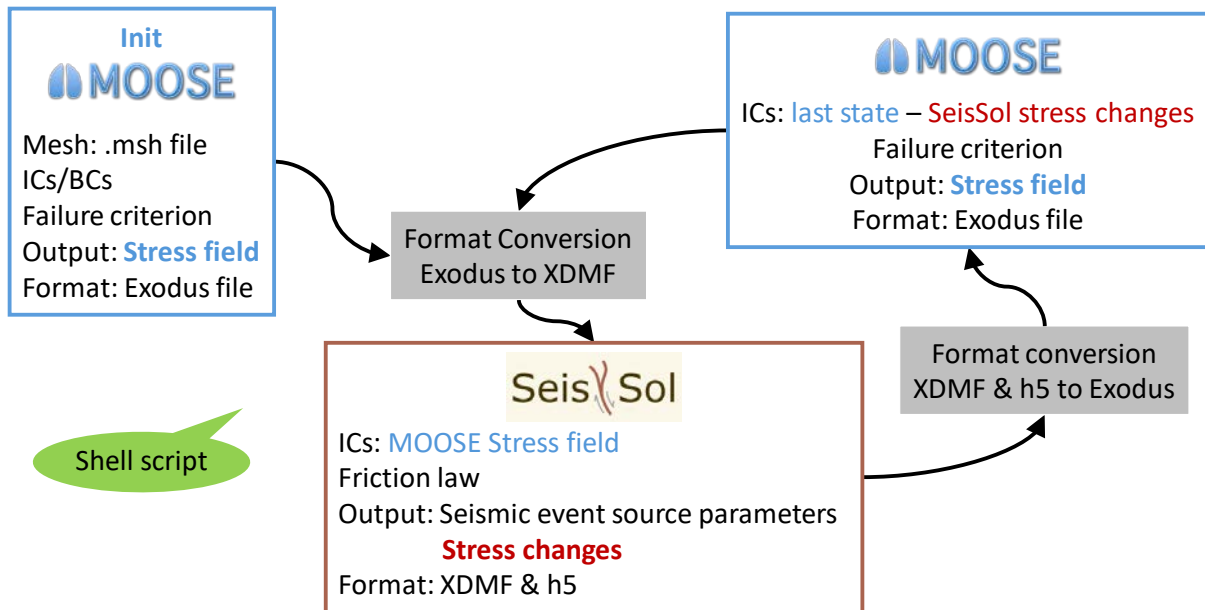 Init
MOOSE
Mesh: .msh file
ICs/BCs
Failure criterion
Output: Stress field
Format: Exodus file
MOOSE
ICs: last state – SeisSol stress changes
Failure criterion
Output: Stress field
Format: Exodus file
Format Conversion
Exodus to XDMF
Format conversion
XDMF & h5 to Exodus
SeisSol
ICs: MOOSE Stress field
Friction law
Output: Seismic event source parameters
Stress changes
Format: XDMF & h5
Shell script